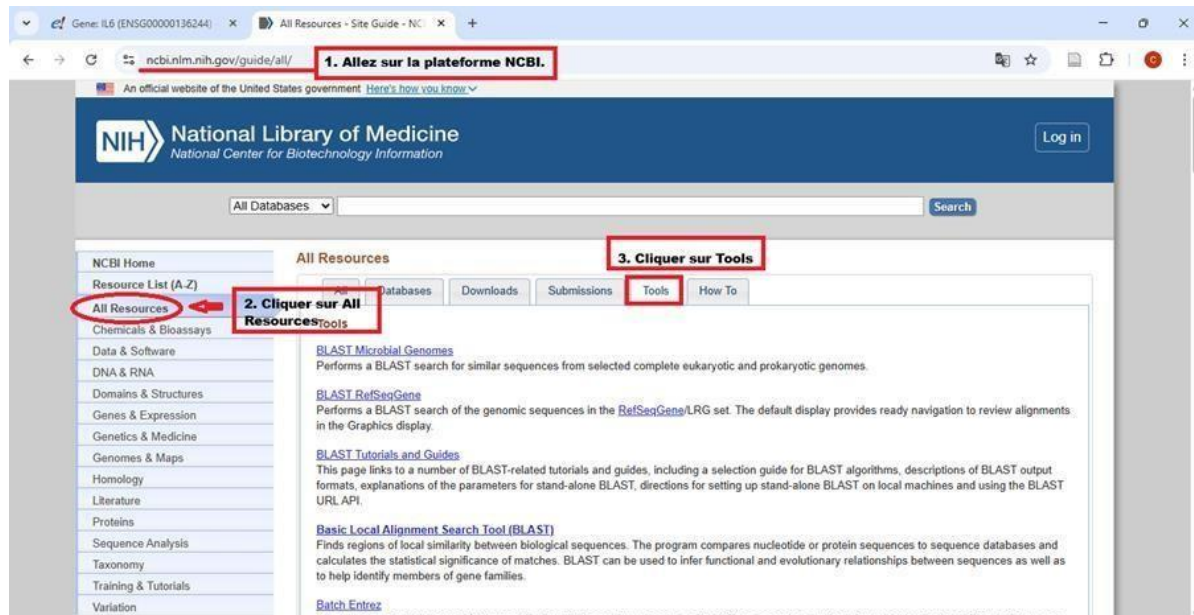 Gene: IL6 (ENSG00000136244)
All Resources - Site Guide - NC
ncbi.nlm.nih.gov/guide/all/
1. Allez sur la plateforme NCBI.
C
An official website of the United States government Here's how you know
NIH
National Library of Medicine
National Center for Biotechnology Information
Log in
All Databases
Search
NCBI Home
Resource List (A-Z)
All Resources
Chemicals & Bioassays
Data & Software
DNA & RNA
Domains & Structures
Genes & Expression
Genetics & Medicine
Genomes & Maps
Homology
Literature
Proteins
Sequence Analysis
Taxonomy
Training & Tutorials
Variation
2. Cliquer sur All
Resources
All Resources
3. Cliquer sur Tools
All Databases Downloads Submissions Tools How To
Tools
BLAST Microbial Genomes
Performs a BLAST search for similar sequences from selected complete eukaryotic and prokaryotic genomes.
BLAST RefSeqGene
Performs a BLAST search of the genomic sequences in the RefSeqGene/LRG set. The default display provides ready navigation to review alignments
in the Graphics display.
BLAST Tutorials and Guides
This page links to a number of BLAST-related tutorials and guides, including a selection guide for BLAST algorithms, descriptions of BLAST output
formats, explanations of the parameters for stand-alone BLAST, directions for setting up stand-alone BLAST on local machines and using the BLAST
URL API.
Basic Local Alignment Search Tool (BLAST)
Finds regions of local similarity between biological sequences. The program compares nucleotide or protein sequences to sequence databases and
calculates the statistical significance of matches. BLAST can be used to infer functional and evolutionary relationships between sequences as well as
to help identify members of gene families.
Batch Entrez